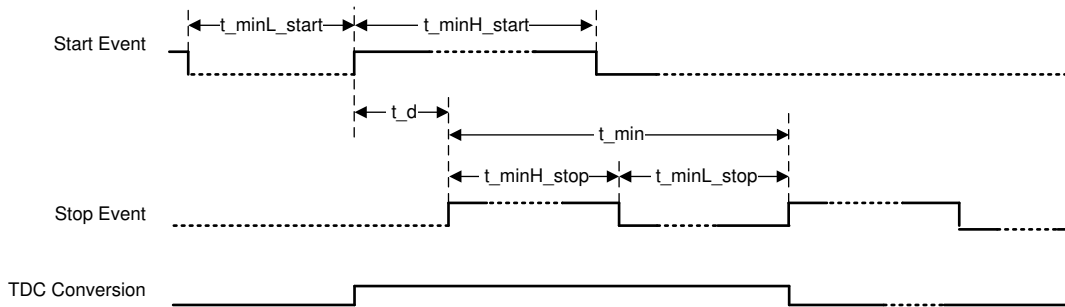 t_minL_start t_minH_start
Start Event
t_d
t_min
t_minH_stop t_minL_stop
Stop Event
TDC Conversion